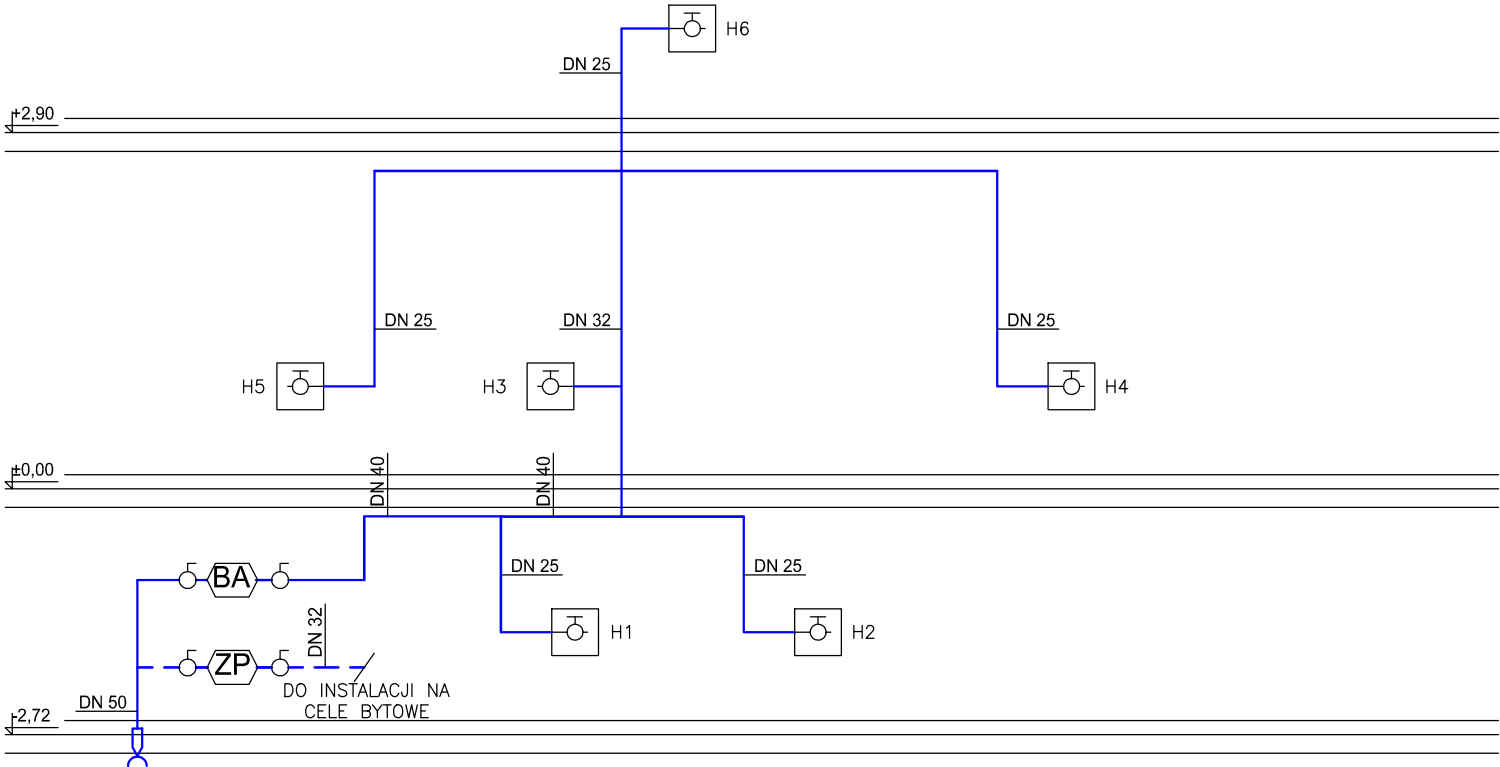 H6
DN 25
+2,90
DN 25
DN 32
DN 25
H5
H3
H4
±0,00
DN 40
DN 40
BA
DN 25
DN 25
DN 32
H1
H2
ZP
DO INSTALACJI NA
CELE BYTOWE
DN 50
-2,72